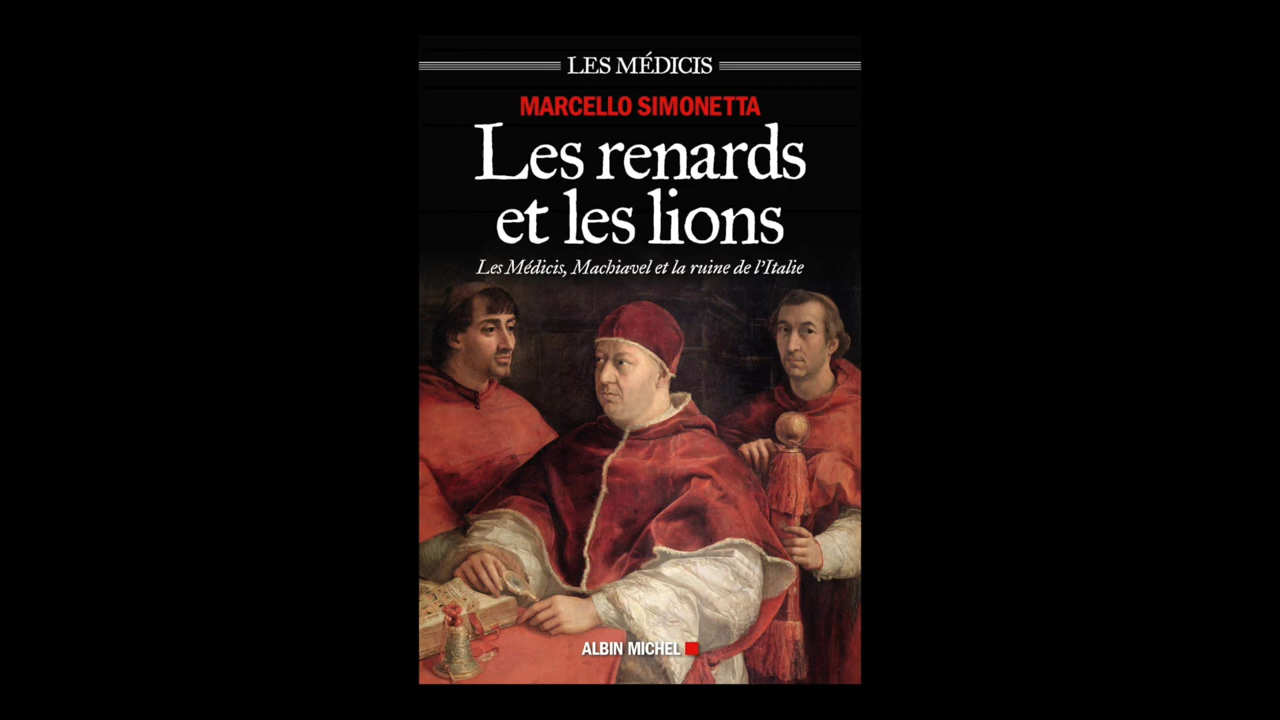 LES MÉDICIS
MARCELLO SIMONETTA
Les renards
et les lions
Les Médicis, Machiavel et la ruine de l'Italie
ALBIN MICHEL